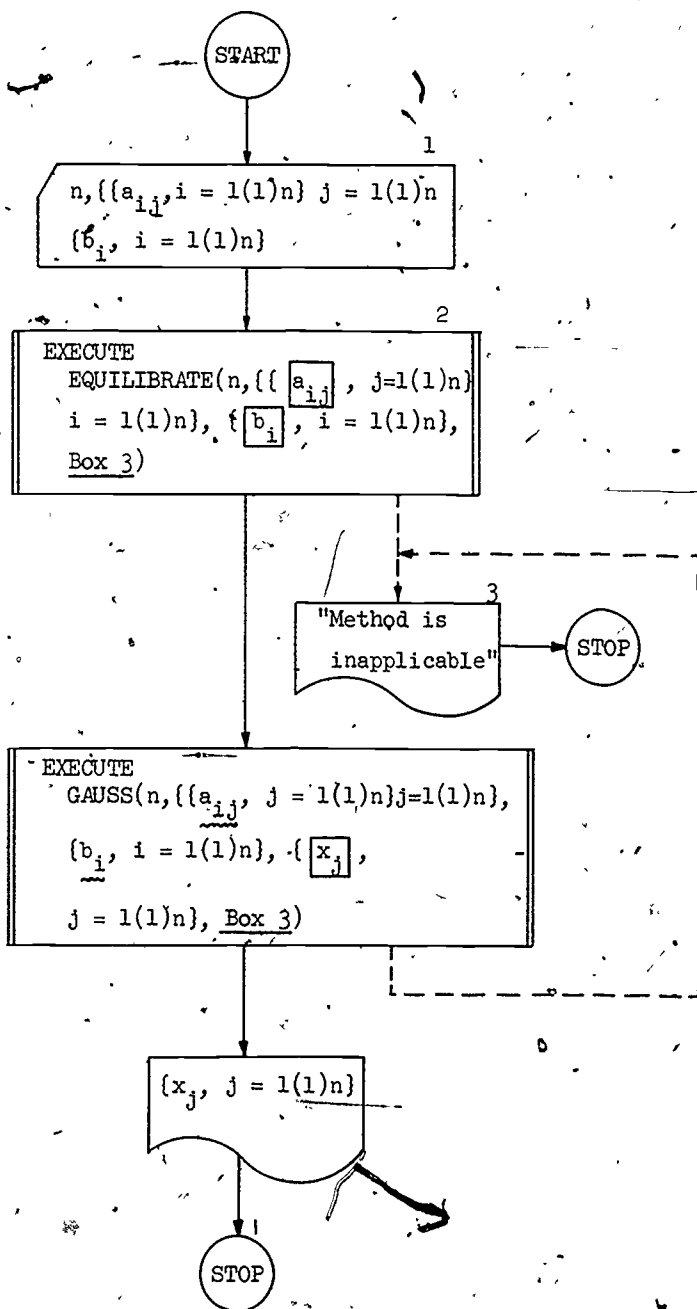 START
1
n,{{a_ij, i = 1(1)n} j = 1(1)n
{b_i, i = 1(1)n}
2
EXECUTE
EQUILIBRATE(n,{{ a_ij , j=1(1)n}
i = 1(1)n}, { b_i , i = 1(1)n},
Box 3)
3
"Method is
inapplicable"
STOP
EXECUTE
GAUSS(n,{{a_ij, j = 1(1)n}j=1(1)n},
{b_i, i = 1(1)n}, { x_j ,
j = 1(1)n}, Box 3)
{x_j, j = 1(1)n}
STOP